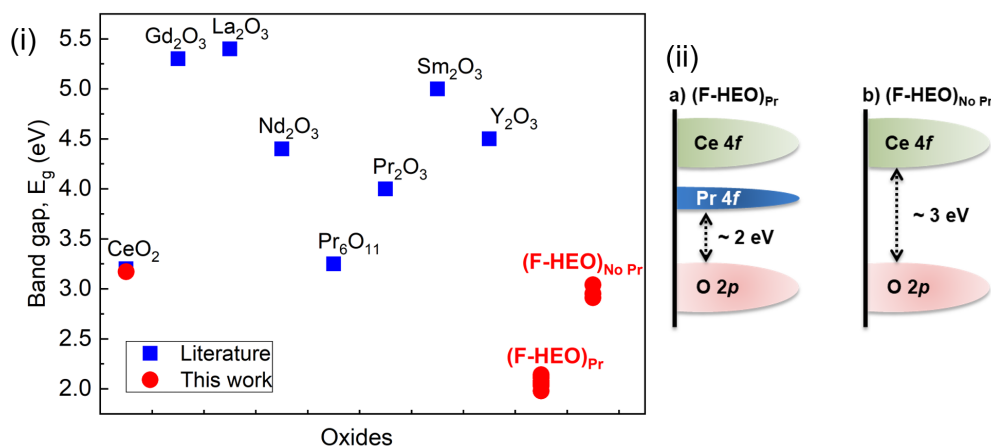 (i)
Band gap, E_g (eV)
5.5
5.0
4.5
4.0
3.5
3.0
2.5
2.0
Gd₂O₃
La₂O₃
Sm₂O₃
Nd₂O₃
Y₂O₃
Pr₂O₃
CeO₂
Pr₆O₁₁
(F-HEO)No Pr
(F-HEO)Pr
Literature
This work
Oxides
(ii)
a) (F-HEO)Pr
Ce 4f
Pr 4f
~ 2 eV
O 2p
b) (F-HEO)No Pr
Ce 4f
~ 3 eV
O 2p